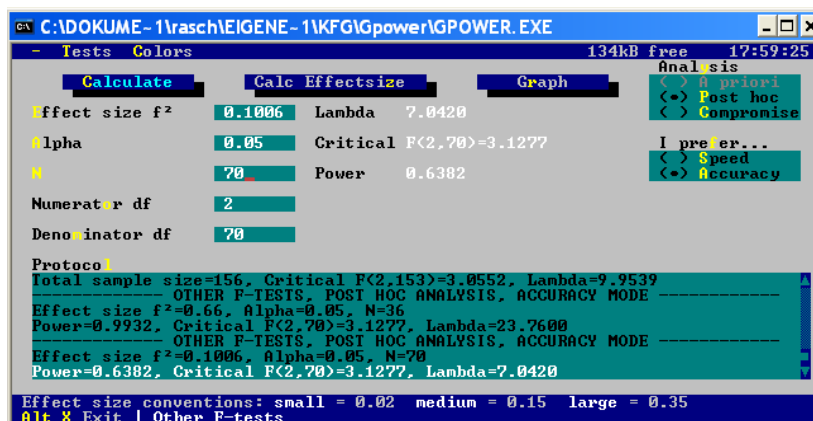 C:\DOKUME~1\rasch\EIGENE~1\KFG\Gpower\GPOWER.EXE
- Tests Colors 134kB free 17:59:25
Calculate Calc Effectsize Graph
Analysis
( ) A priori
(•) Post hoc
( ) Compromise
Effect size f² 0.1006 Lambda 7.0420
Alpha 0.05 Critical F(2,70)=3.1277
I prefer...
( ) Speed
(•) Accuracy
N 70_ Power 0.6382
Numerator df 2
Denominator df 70
Protocol
Total sample size=156, Critical F(2,153)=3.0552, Lambda=9.9539
------------- OTHER F-TESTS, POST HOC ANALYSIS, ACCURACY MODE ------------
Effect size f²=0.66, Alpha=0.05, N=36
Power=0.9932, Critical F(2,70)=3.1277, Lambda=23.7600
------------- OTHER F-TESTS, POST HOC ANALYSIS, ACCURACY MODE ------------
Effect size f²=0.1006, Alpha=0.05, N=70
Power=0.6382, Critical F(2,70)=3.1277, Lambda=7.0420
Effect size conventions: small = 0.02 medium = 0.15 large = 0.35
Alt X Exit | Other F-tests